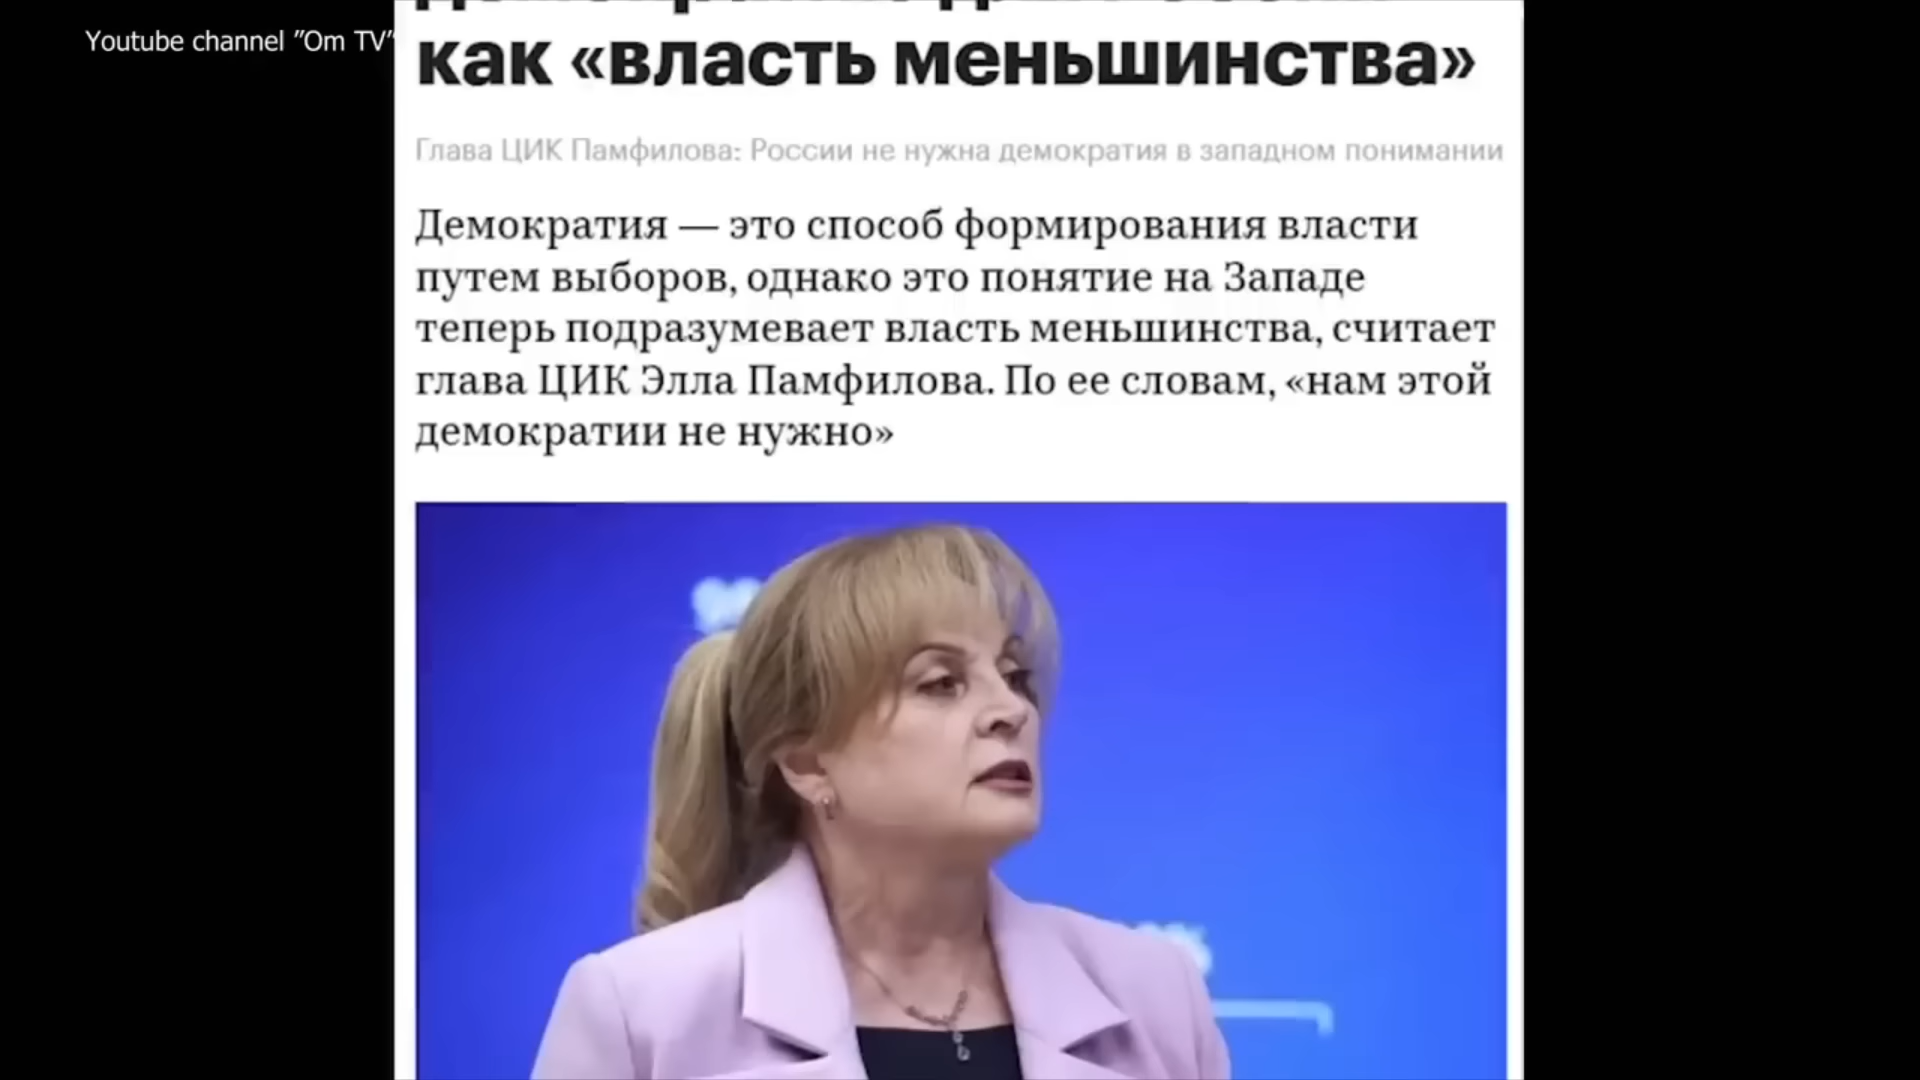 Youtube channel "Om TV"
как «власть меньшинства»
Глава ЦИК Памфилова: России не нужна демократия в западном понимании
Демократия — это способ формирования власти
путем выборов, однако это понятие на Западе
теперь подразумевает власть меньшинства, считает
глава ЦИК Элла Памфилова. По ее словам, «нам этой
демократии не нужно»